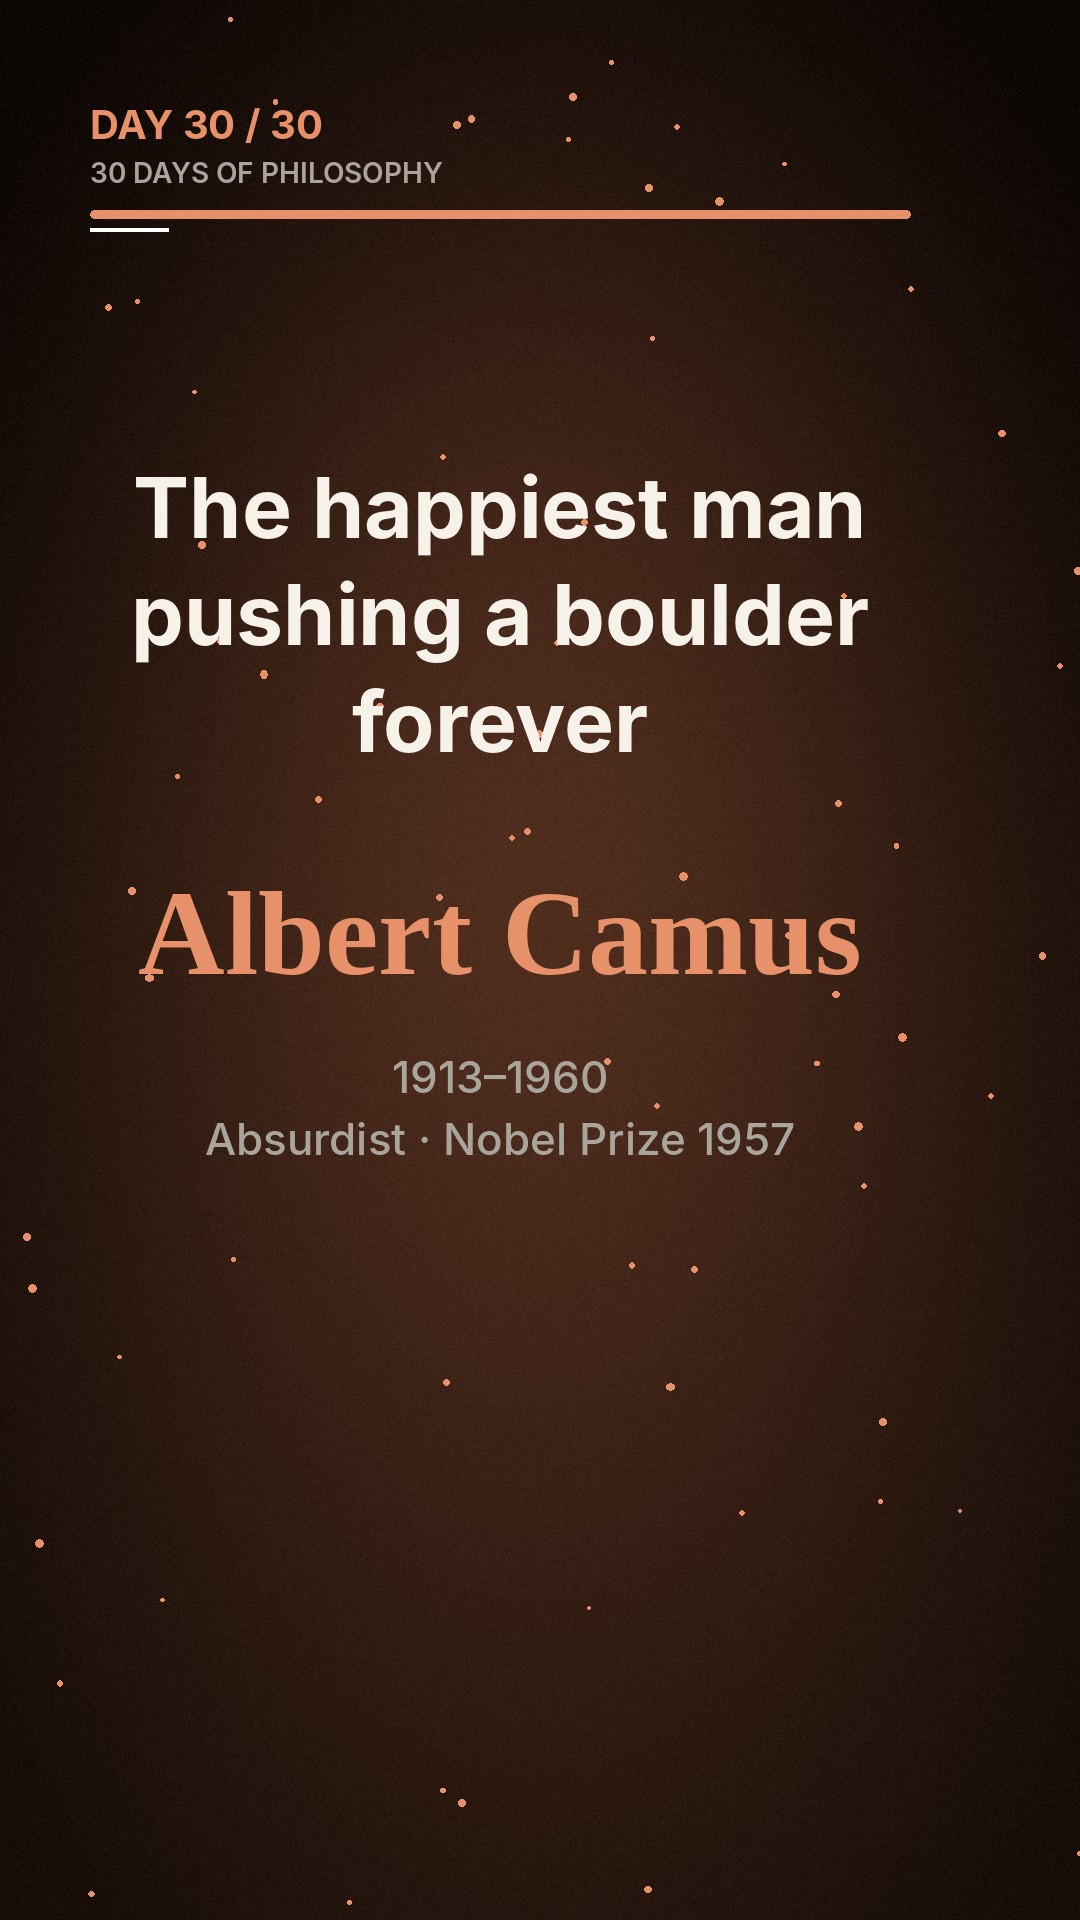 DAY 30 / 30
30 DAYS OF PHILOSOPHY
The happiest man
pushing a boulder
forever
Albert Camus
1913–1960
Absurdist · Nobel Prize 1957